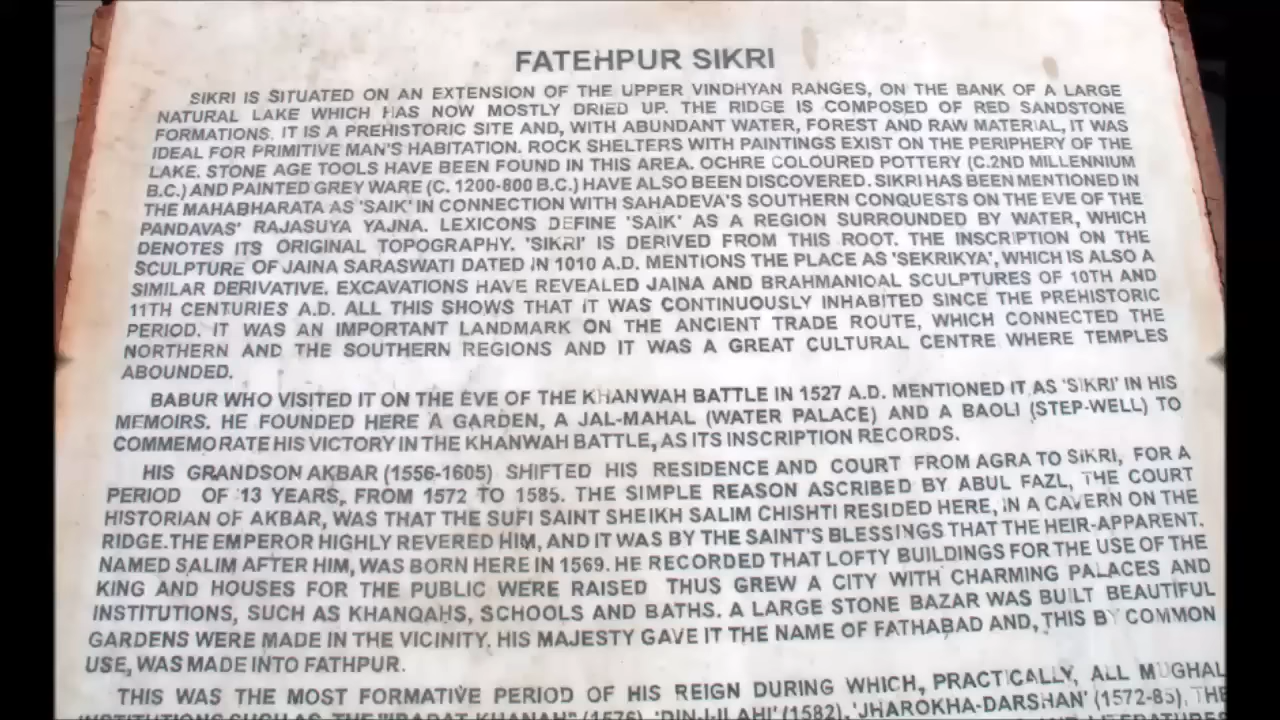 FATEHPUR SIKRI
SIKRI IS SITUATED ON AN EXTENSION OF THE UPPER VINDHYAN RANGES, ON THE BANK OF A LARGE
NATURAL LAKE WHICH HAS NOW MOSTLY DRIED UP. THE RIDGE IS COMPOSED OF RED SANDSTONE
FORMATIONS. IT IS A PREHISTORIC SITE AND, WITH ABUNDANT WATER, FOREST AND RAW MATERIAL, IT WAS
IDEAL FOR PRIMITIVE MAN'S HABITATION. ROCK SHELTERS WITH PAINTINGS EXIST ON THE PERIPHERY OF THE
LAKE. STONE AGE TOOLS HAVE BEEN FOUND IN THIS AREA. OCHRE COLOURED POTTERY (C.2ND MILLENNIUM
B.C.) AND PAINTED GREY WARE (C. 1200-800 B.C.) HAVE ALSO BEEN DISCOVERED. SIKRI HAS BEEN MENTIONED IN
THE MAHABHARATA AS 'SAIK' IN CONNECTION WITH SAHADEVA'S SOUTHERN CONQUESTS ON THE EVE OF THE
PANDAVAS' RAJASUYA YAJNA. LEXICONS DEFINE 'SAIK' AS A REGION SURROUNDED BY WATER, WHICH
DENOTES ITS ORIGINAL TOPOGRAPHY. 'SIKRI' IS DERIVED FROM THIS ROOT. THE INSCRIPTION ON THE
SCULPTURE OF JAINA SARASWATI DATED IN 1010 A.D. MENTIONS THE PLACE AS 'SEKRIKYA', WHICH IS ALSO A
SIMILAR DERIVATIVE. EXCAVATIONS HAVE REVEALED JAINA AND BRAHMANICAL SCULPTURES OF 10TH AND
11TH CENTURIES A.D. ALL THIS SHOWS THAT IT WAS CONTINUOUSLY INHABITED SINCE THE PREHISTORIC
PERIOD. IT WAS AN IMPORTANT LANDMARK ON THE ANCIENT TRADE ROUTE, WHICH CONNECTED THE
NORTHERN AND THE SOUTHERN REGIONS AND IT WAS A GREAT CULTURAL CENTRE WHERE TEMPLES
ABOUNDED.
BABUR WHO VISITED IT ON THE EVE OF THE KHANWAH BATTLE IN 1527 A.D. MENTIONED IT AS 'SIKRI' IN HIS
MEMOIRS. HE FOUNDED HERE A GARDEN, A JAL-MAHAL (WATER PALACE) AND A BAOLI (STEP-WELL) TO
COMMEMORATE HIS VICTORY IN THE KHANWAH BATTLE, AS ITS INSCRIPTION RECORDS.
HIS GRANDSON AKBAR (1556-1605) SHIFTED HIS RESIDENCE AND COURT FROM AGRA TO SIKRI, FOR A
PERIOD OF 13 YEARS, FROM 1572 TO 1585. THE SIMPLE REASON ASCRIBED BY ABUL FAZL, THE COURT
HISTORIAN OF AKBAR, WAS THAT THE SUFI SAINT SHEIKH SALIM CHISHTI RESIDED HERE, IN A CAVERN ON THE
RIDGE. THE EMPEROR HIGHLY REVERED HIM, AND IT WAS BY THE SAINT'S BLESSINGS THAT THE HEIR-APPARENT.
NAMED SALIM AFTER HIM, WAS BORN HERE IN 1569. HE RECORDED THAT LOFTY BUILDINGS FOR THE USE OF THE
KING AND HOUSES FOR THE PUBLIC WERE RAISED THUS GREW A CITY WITH CHARMING PALACES AND
INSTITUTIONS, SUCH AS KHANQAHS, SCHOOLS AND BATHS. A LARGE STONE BAZAR WAS BUILT BEAUTIFUL
GARDENS WERE MADE IN THE VICINITY. HIS MAJESTY GAVE IT THE NAME OF FATHABAD AND, THIS BY COMMON
USE, WAS MADE INTO FATHPUR.
THIS WAS THE MOST FORMATIVE PERIOD OF HIS REIGN DURING WHICH, PRACTICALLY, ALL MUGHAL
INSTITUTIONS SUCH AS THE "IBADAT KHANAH" (1576), 'DIN-I-ILAHI' (1582), 'JHAROKHA-DARSHAN' (1572-85), THE